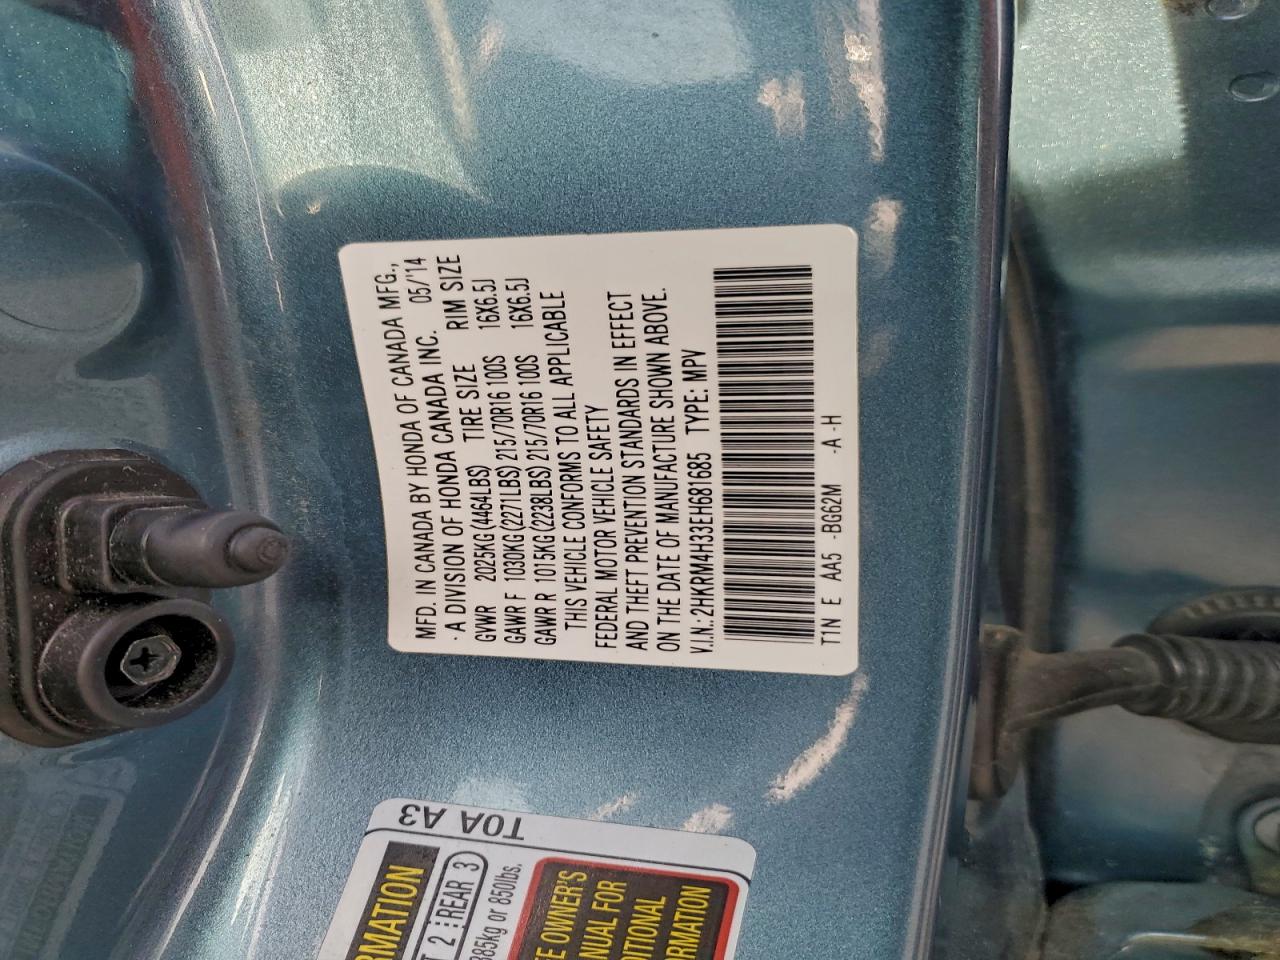 MFD. IN CANADA BY HONDA OF CANADA MFG.,
· A DIVISION OF HONDA CANADA INC. 05/'14
GVWR 2025KG(4464LBS) TIRE SIZE RIM SIZE
GAWR F 1030KG(2271LBS) 215/70R16 100S 16X6.5J
GAWR R 1015KG(2238LBS) 215/70R16 100S 16X6.5J
THIS VEHICLE CONFORMS TO ALL APPLICABLE
FEDERAL MOTOR VEHICLE SAFETY
AND THEFT PREVENTION STANDARDS IN EFFECT
ON THE DATE OF MANUFACTURE SHOWN ABOVE.
V.I.N.:2HKRM4H33EH681685 TYPE: MPV
T1N E AA5 -BG62M -A -H
T0A A3
2 REAR 3
385kg or 850lbs.
OWNER'S
FOR